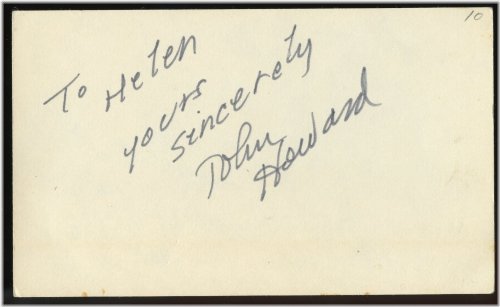 10
To Helen
yours
sincerely
John
Howard